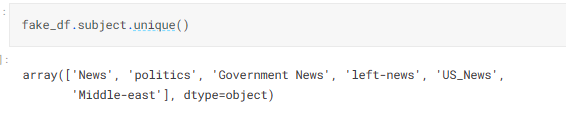 :
fake_df.subject.unique()
]:
array(['News', 'politics', 'Government News', 'left-news', 'US_News',
'Middle-east'], dtype=object)